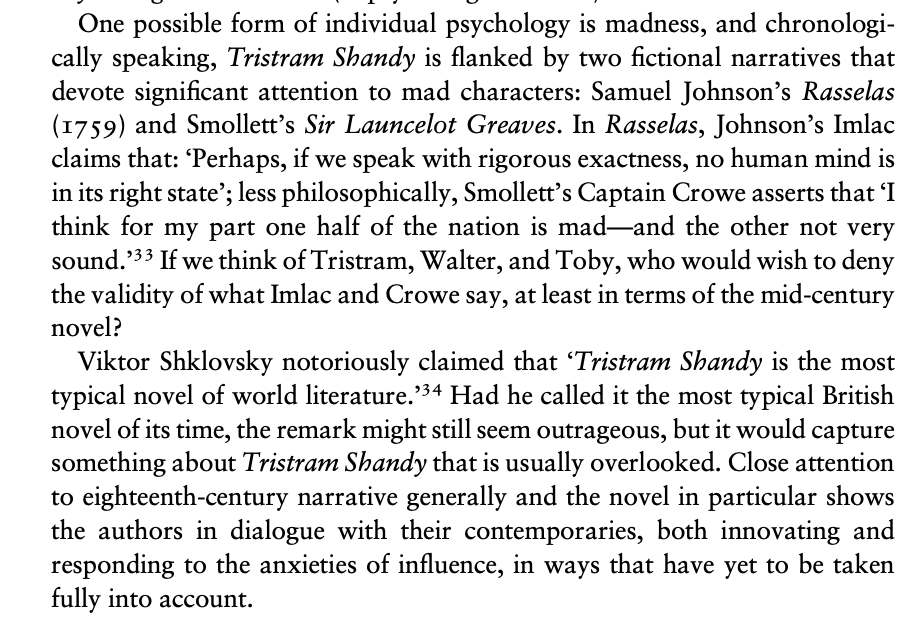 One possible form of individual psychology is madness, and chronologi-
cally speaking, Tristram Shandy is flanked by two fictional narratives that
devote significant attention to mad characters: Samuel Johnson’s Rasselas
(1759) and Smollett’s Sir Launcelot Greaves. In Rasselas, Johnson’s Imlac
claims that: ‘Perhaps, if we speak with rigorous exactness, no human mind is
in its right state’; less philosophically, Smollett’s Captain Crowe asserts that ‘I
think for my part one half of the nation is mad—and the other not very
sound.’33 If we think of Tristram, Walter, and Toby, who would wish to deny
the validity of what Imlac and Crowe say, at least in terms of the mid-century
novel?
Viktor Shklovsky notoriously claimed that ‘Tristram Shandy is the most
typical novel of world literature.’34 Had he called it the most typical British
novel of its time, the remark might still seem outrageous, but it would capture
something about Tristram Shandy that is usually overlooked. Close attention
to eighteenth-century narrative generally and the novel in particular shows
the authors in dialogue with their contemporaries, both innovating and
responding to the anxieties of influence, in ways that have yet to be taken
fully into account.